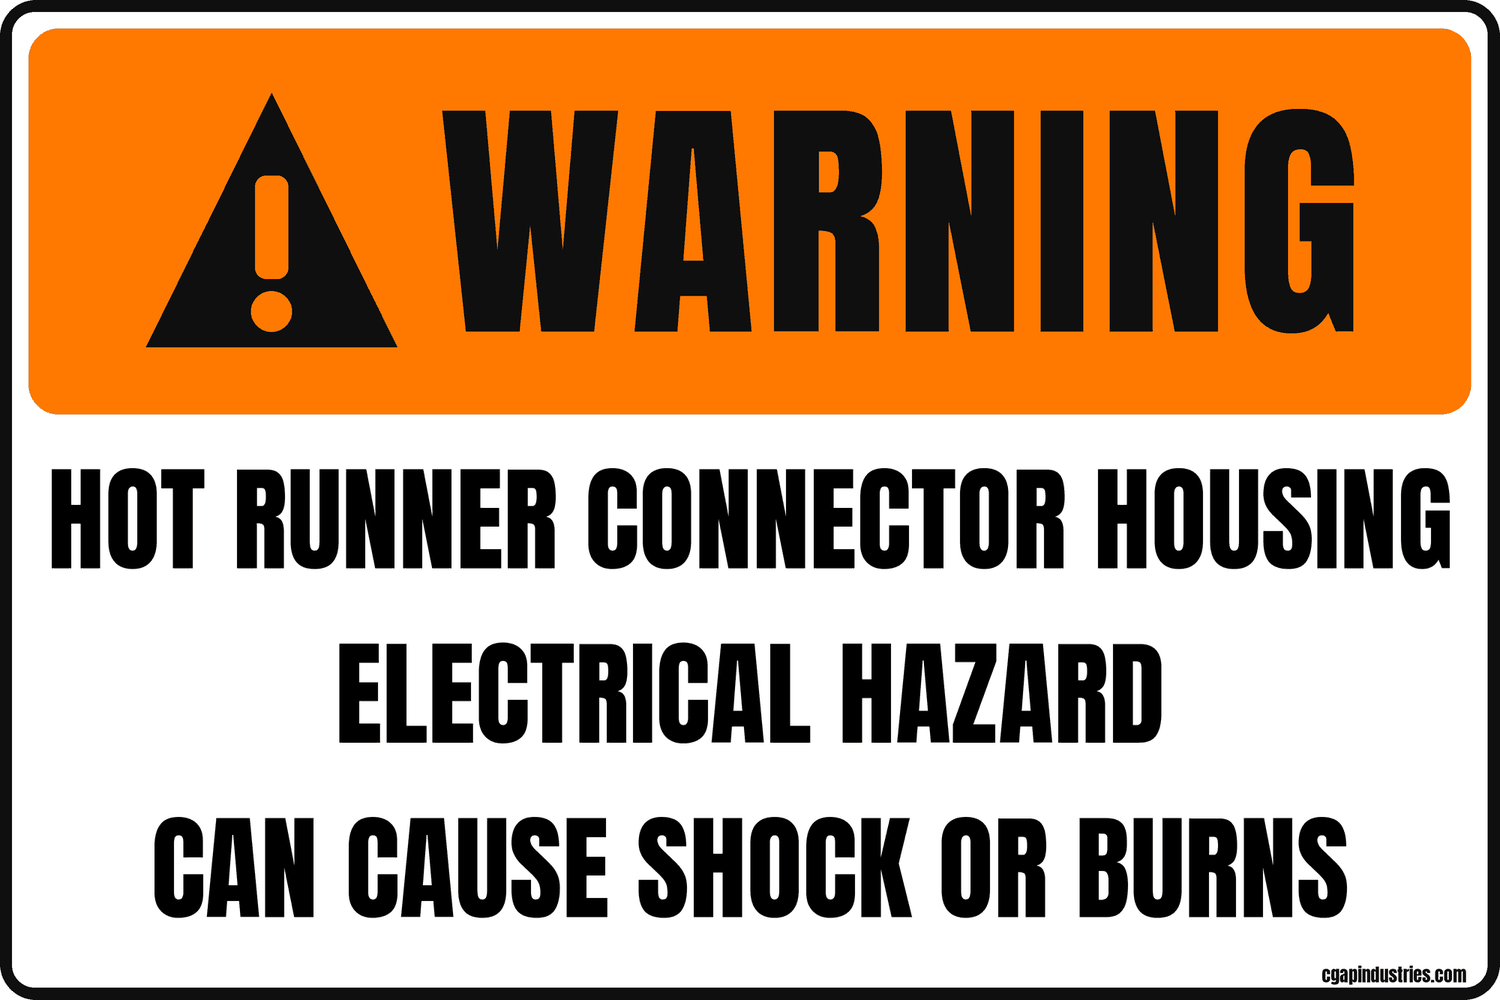 WARNING
HOT RUNNER CONNECTOR HOUSING
ELECTRICAL HAZARD
CAN CAUSE SHOCK OR BURNS
cgapindustries.com